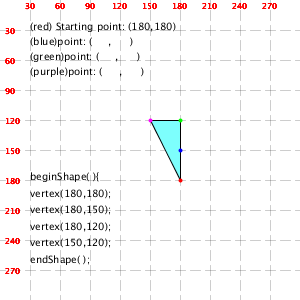 30 60 90 120 150 180 210 240 270
30
(red) Starting point: (180,180)
(blue)point: ( , )
(green)point: ( , )
60
(purple)point: ( , )
90
120
150
180
beginShape(){
vertex(180,180);
vertex(180,150);
210
vertex(180,120);
240
vertex(150,120);
endShape();
270